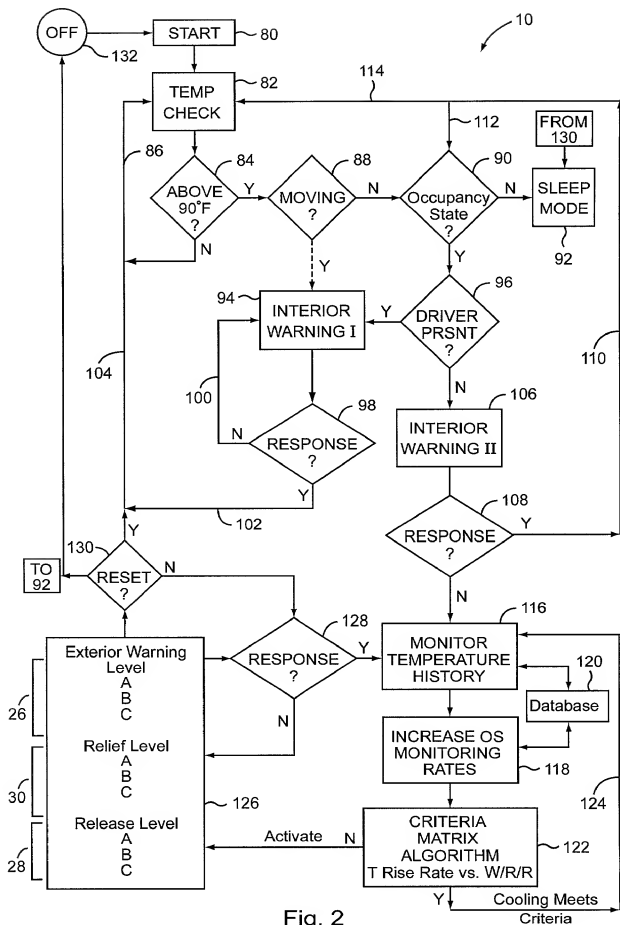 OFF
132
START
80
10
TEMP
CHECK
82
114
112
FROM
130
86
84
ABOVE
90°F
?
Y
N
88
MOVING
?
N
Y
90
Occupancy
State
?
N
Y
SLEEP
MODE
92
94
INTERIOR
WARNING I
Y
96
DRIVER
PRSNT
?
N
104
100
110
98
RESPONSE
?
N
Y
102
106
INTERIOR
WARNING II
108
RESPONSE
?
Y
N
Y
130
TO
92
RESET
?
N
128
RESPONSE
?
Y
N
116
MONITOR
TEMPERATURE
HISTORY
120
Database
Exterior Warning
Level
A
B
C
26
INCREASE OS
MONITORING
RATES
118
Relief Level
A
B
C
30
126
124
Release Level
A
B
C
28
Activate
N
CRITERIA
MATRIX
ALGORITHM
T Rise Rate vs. W/R/R
122
Y
Cooling Meets
Criteria
Fig. 2